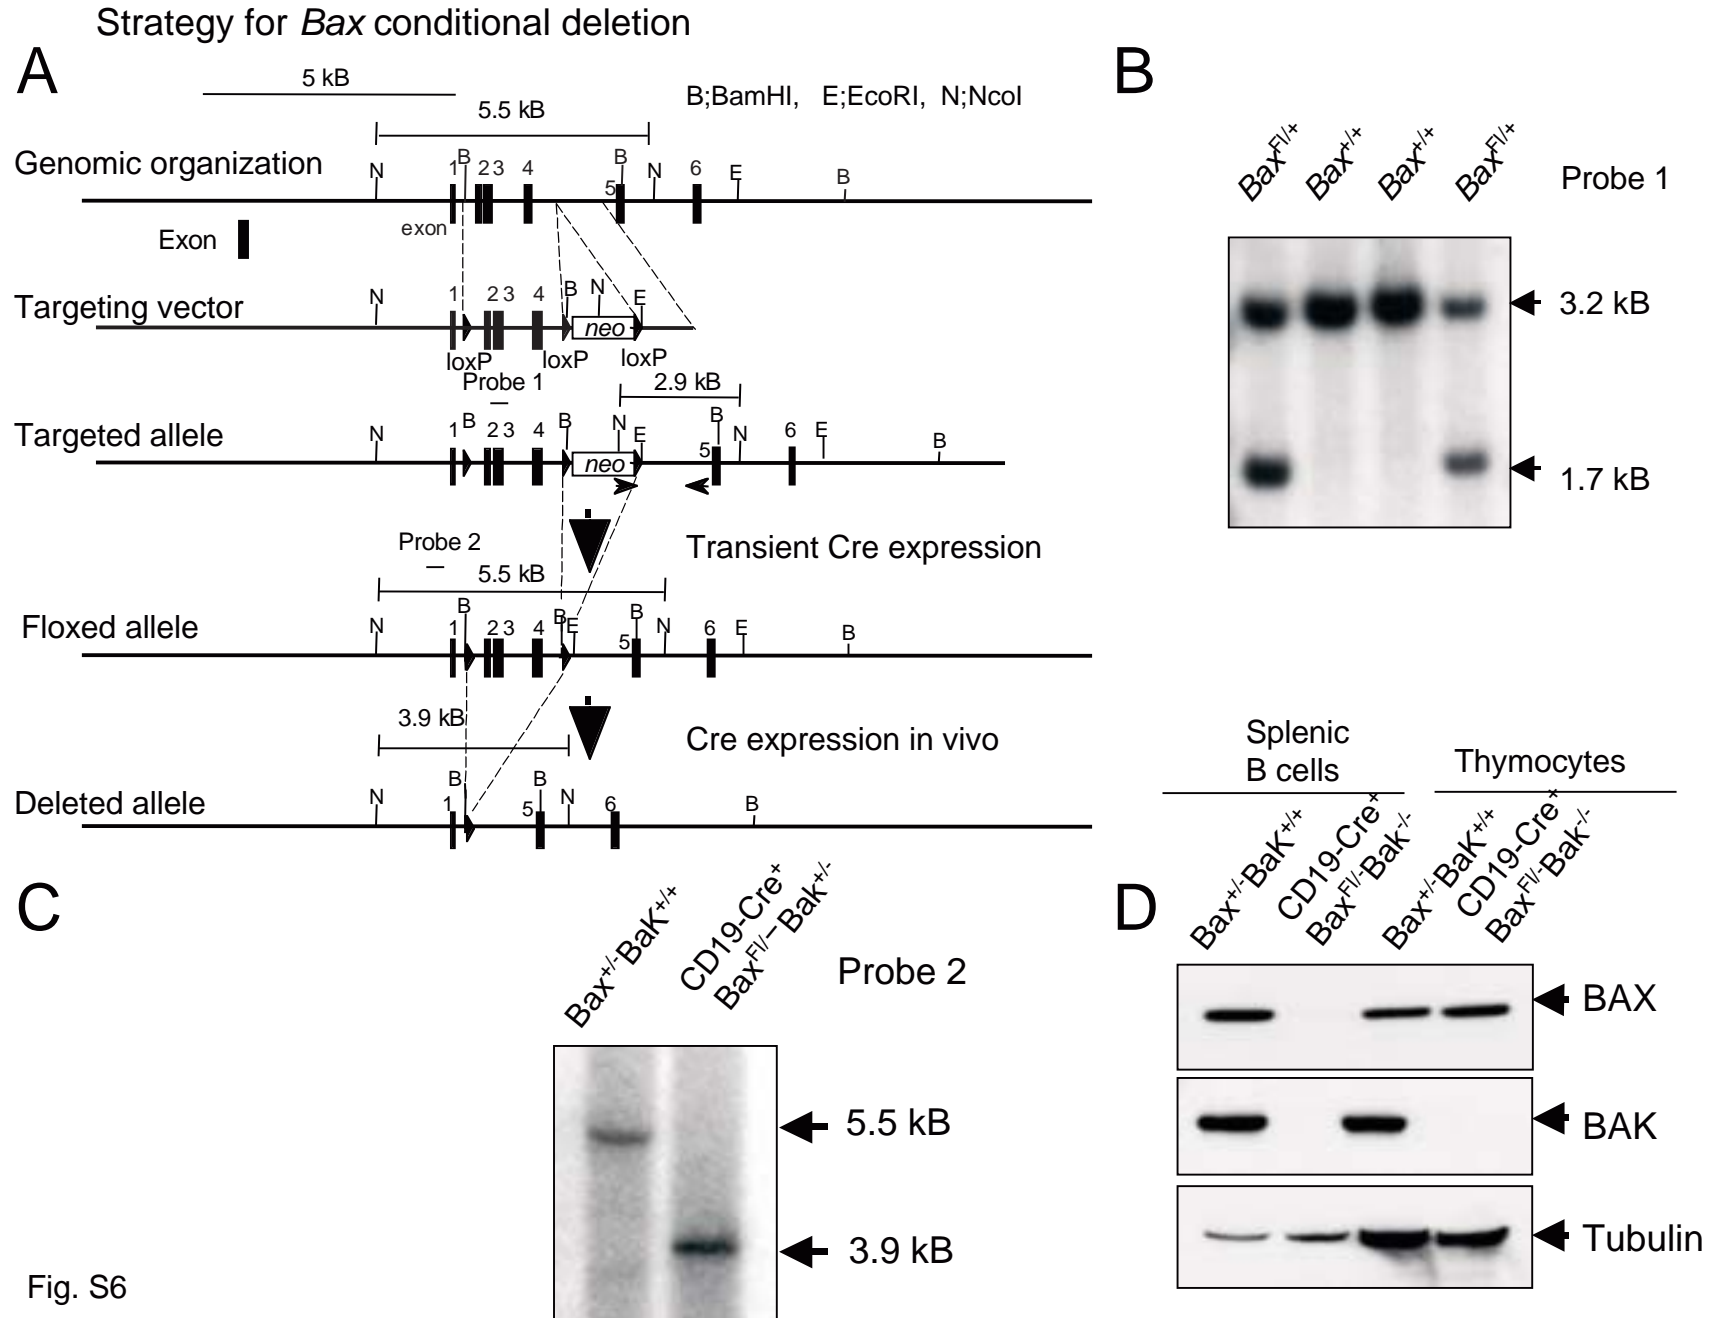 Strategy for Bax conditional deletion
A
5 kB
5.5 kB
B;BamHI, E;EcoRI, N;NcoI
Genomic organization
N 1 B 2 3 4 5 B N 6 E B
exon
Exon
Targeting vector
N 1 2 3 4 B N E
neo
loxP loxP loxP
Probe 1
2.9 kB
Targeted allele
N 1 B 2 3 4 B N E 5 B N 6 E B
neo
Transient Cre expression
Probe 2
5.5 kB
Floxed allele
N 1 B 2 3 4 B E 5 B N 6 E B
3.9 kB
Cre expression in vivo
Deleted allele
N 1 B 5 B N 6 B
B
BaxFl/+ Bax+/+ Bax+/+ BaxFl/+
Probe 1
3.2 kB
1.7 kB
C
Bax+/-BaK+/+
CD19-Cre+
BaxFl/–Bak+/-
Probe 2
5.5 kB
3.9 kB
D
Splenic
B cells
Thymocytes
Bax+/-BaK+/+
CD19-Cre+
BaxFl/-Bak-/-
Bax+/-BaK+/+
CD19-Cre+
BaxFl/-Bak-/-
BAX
BAK
Tubulin
Fig. S6